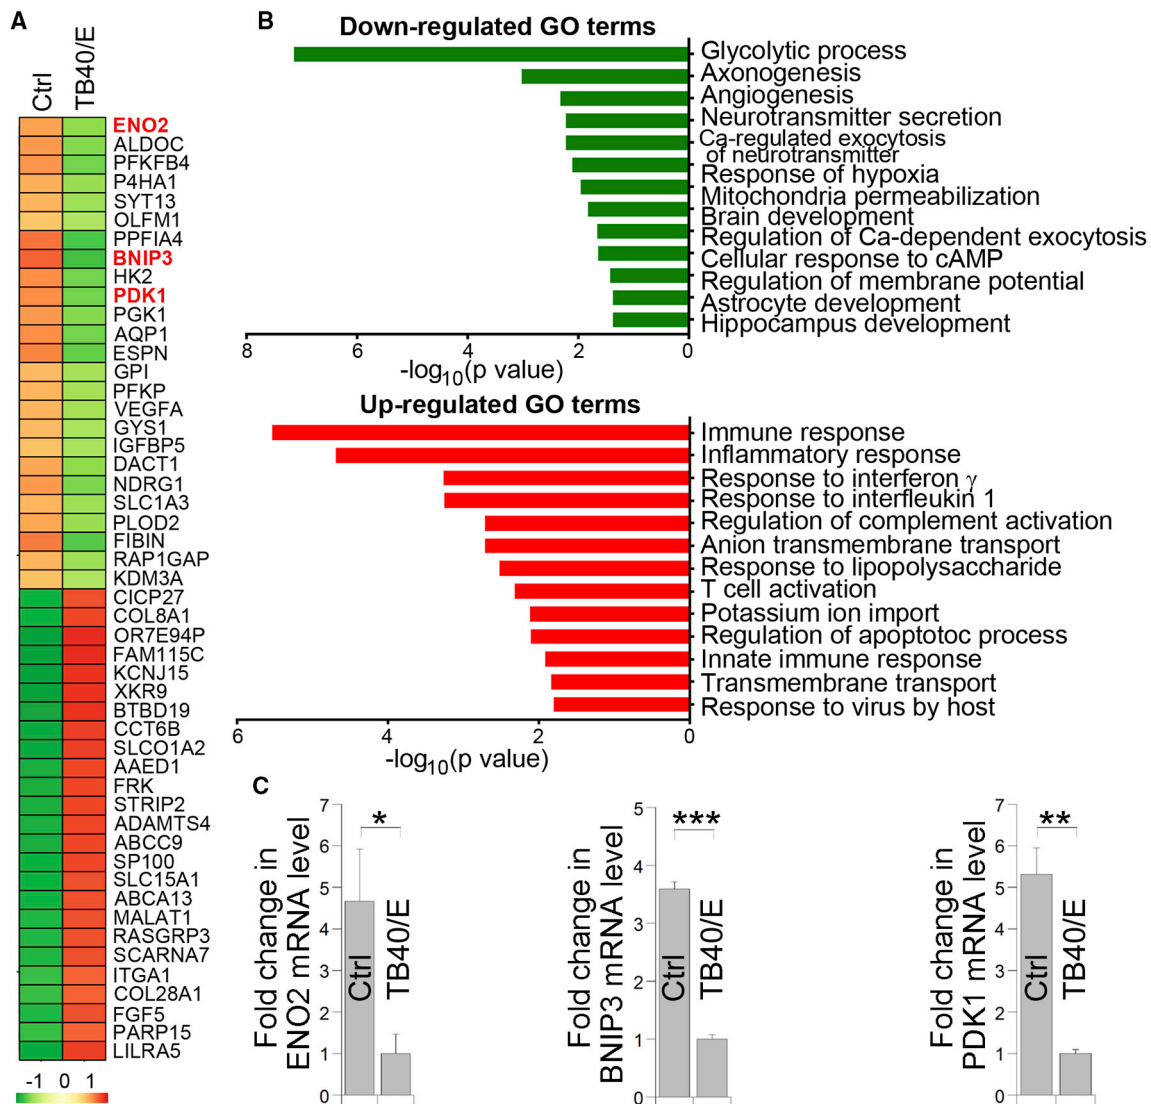 A
Ctrl
TB40/E
ENO2
ALDOC
PFKFB4
P4HA1
SYT13
OLFM1
PPFIA4
BNIP3
HK2
PDK1
PGK1
AQP1
ESPN
GPI
PFKP
VEGFA
GYS1
IGFBP5
DACT1
NDRG1
SLC1A3
PLOD2
FIBIN
RAP1GAP
KDM3A
CICP27
COL8A1
OR7E94P
FAM115C
KCNJ15
XKR9
BTBD19
CCT6B
SLCO1A2
AAED1
FRK
STRIP2
ADAMTS4
ABCC9
SP100
SLC15A1
ABCA13
MALAT1
RASGRP3
SCARNA7
ITGA1
COL28A1
FGF5
PARP15
LILRA5
-1 0 1
B
Down-regulated GO terms
Glycolytic process
Axonogenesis
Angiogenesis
Neurotransmitter secretion
Ca-regulated exocytosis
of neurotransmitter
Response of hypoxia
Mitochondria permeabilization
Brain development
Regulation of Ca-dependent exocytosis
Cellular response to cAMP
Regulation of membrane potential
Astrocyte development
Hippocampus development
8 6 4 2 0
-log10(p value)
Up-regulated GO terms
Immune response
Inflammatory response
Response to interferon γ
Response to interfleukin 1
Regulation of complement activation
Anion transmembrane transport
Response to lipopolysaccharide
T cell activation
Potassium ion import
Regulation of apoptotoc process
Innate immune response
Transmembrane transport
Response to virus by host
6 4 2 0
-log10(p value)
C
Fold change in
ENO2 mRNA level
7
6
5
4
3
2
1
0
*
Ctrl
TB40/E
Fold change in
BNIP3 mRNA level
5
4
3
2
1
0
***
Ctrl
TB40/E
Fold change in
PDK1 mRNA level
7
6
5
4
3
2
1
0
**
Ctrl
TB40/E